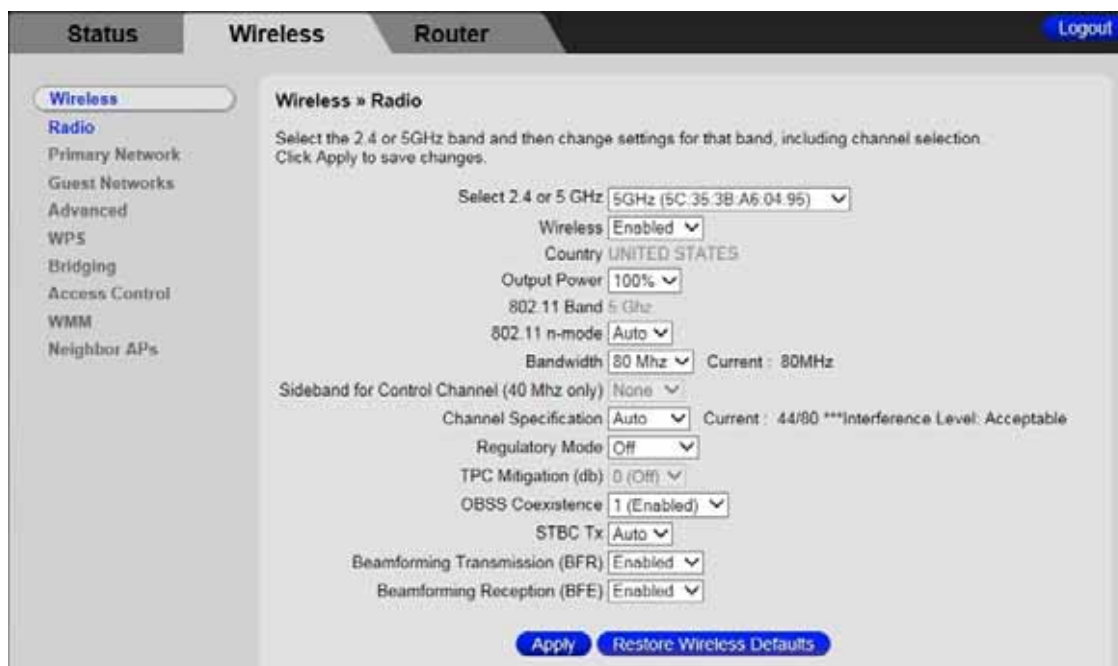 Status Wireless Router Logout
Wireless
Radio
Primary Network
Guest Networks
Advanced
WPS
Bridging
Access Control
WMM
Neighbor APs
Wireless » Radio
Select the 2.4 or 5GHz band and then change settings for that band, including channel selection.
Click Apply to save changes.
Select 2.4 or 5 GHz 5GHz (5C:35:3B:A6:04:95)
Wireless Enabled
Country UNITED STATES
Output Power 100%
802.11 Band 5 Ghz
802.11 n-mode Auto
Bandwidth 80 Mhz Current : 80MHz
Sideband for Control Channel (40 Mhz only) None
Channel Specification Auto Current : 44/80 ***Interference Level: Acceptable
Regulatory Mode Off
TPC Mitigation (db) 0 (Off)
OBSS Coexistence 1 (Enabled)
STBC Tx Auto
Beamforming Transmission (BFR) Enabled
Beamforming Reception (BFE) Enabled
Apply Restore Wireless Defaults